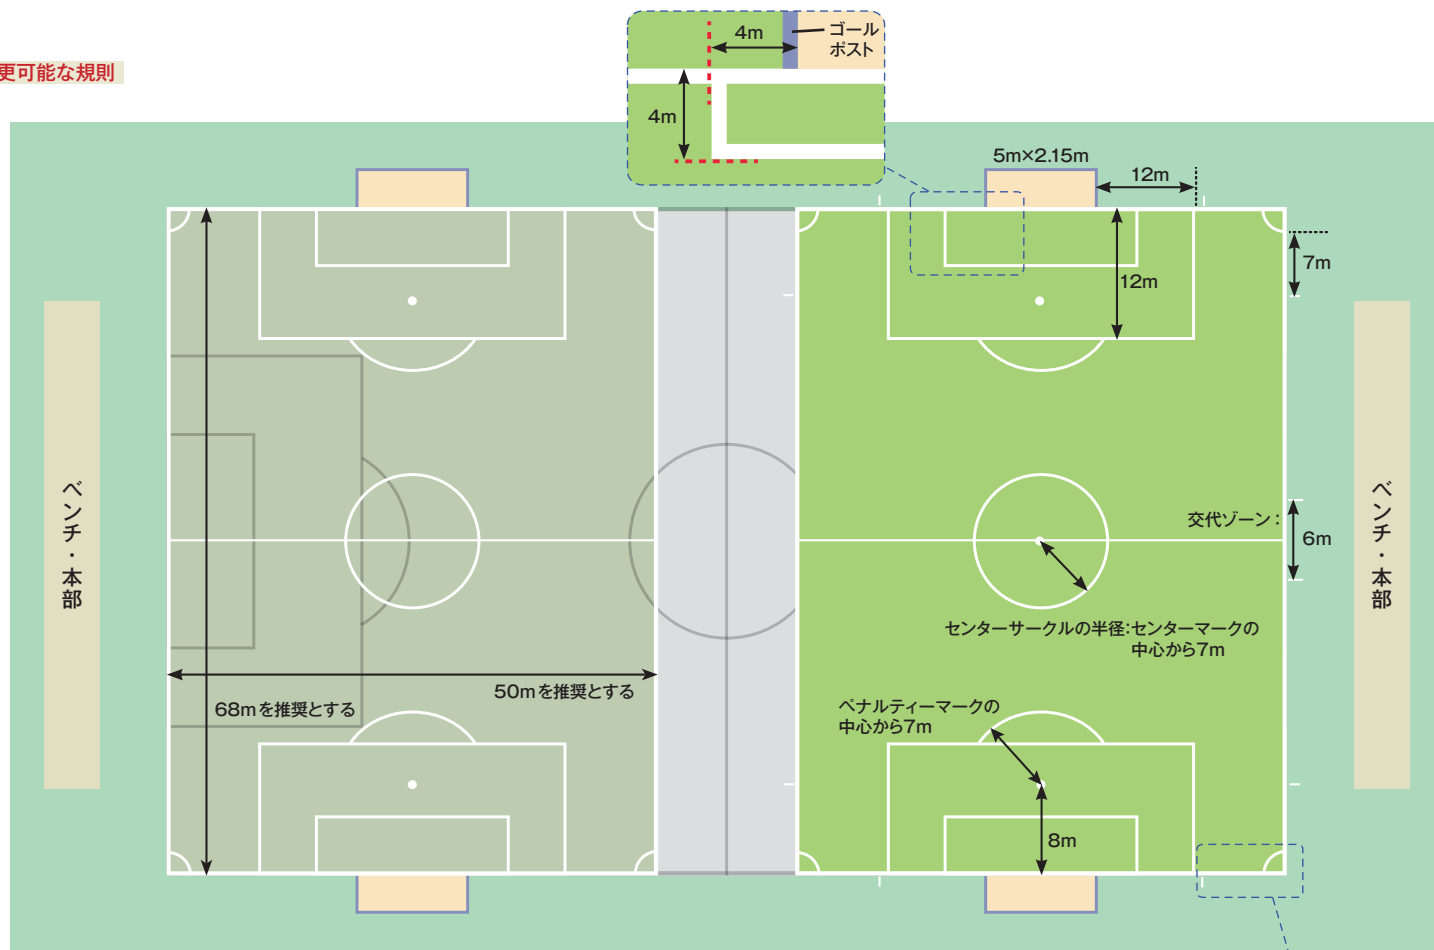 更可能な規則
4m
ゴール
ポスト
4m
5m×2.15m
12m
7m
12m
ベンチ・本部
交代ゾーン：
6m
ベンチ・本部
センターサークルの半径：センターマークの
中心から7m
50mを推奨とする
68mを推奨とする
ペナルティーマークの
中心から7m
8m